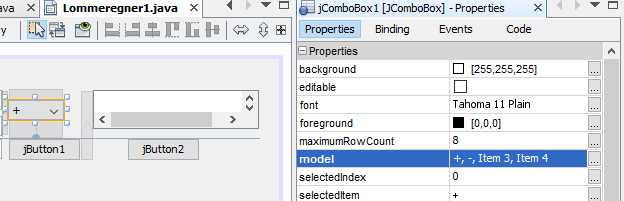 ava
Lommeregner1.java
y
+
jButton1
jButton2
jComboBox1 [JComboBox] - Properties
Properties
Binding
Events
Code
Properties
background
[255,255,255]
...
editable
...
font
Tahoma 11 Plain
...
foreground
[0,0,0]
...
maximumRowCount
8
...
model
+, -, Item 3, Item 4
...
selectedIndex
0
...
selectedItem
+
...